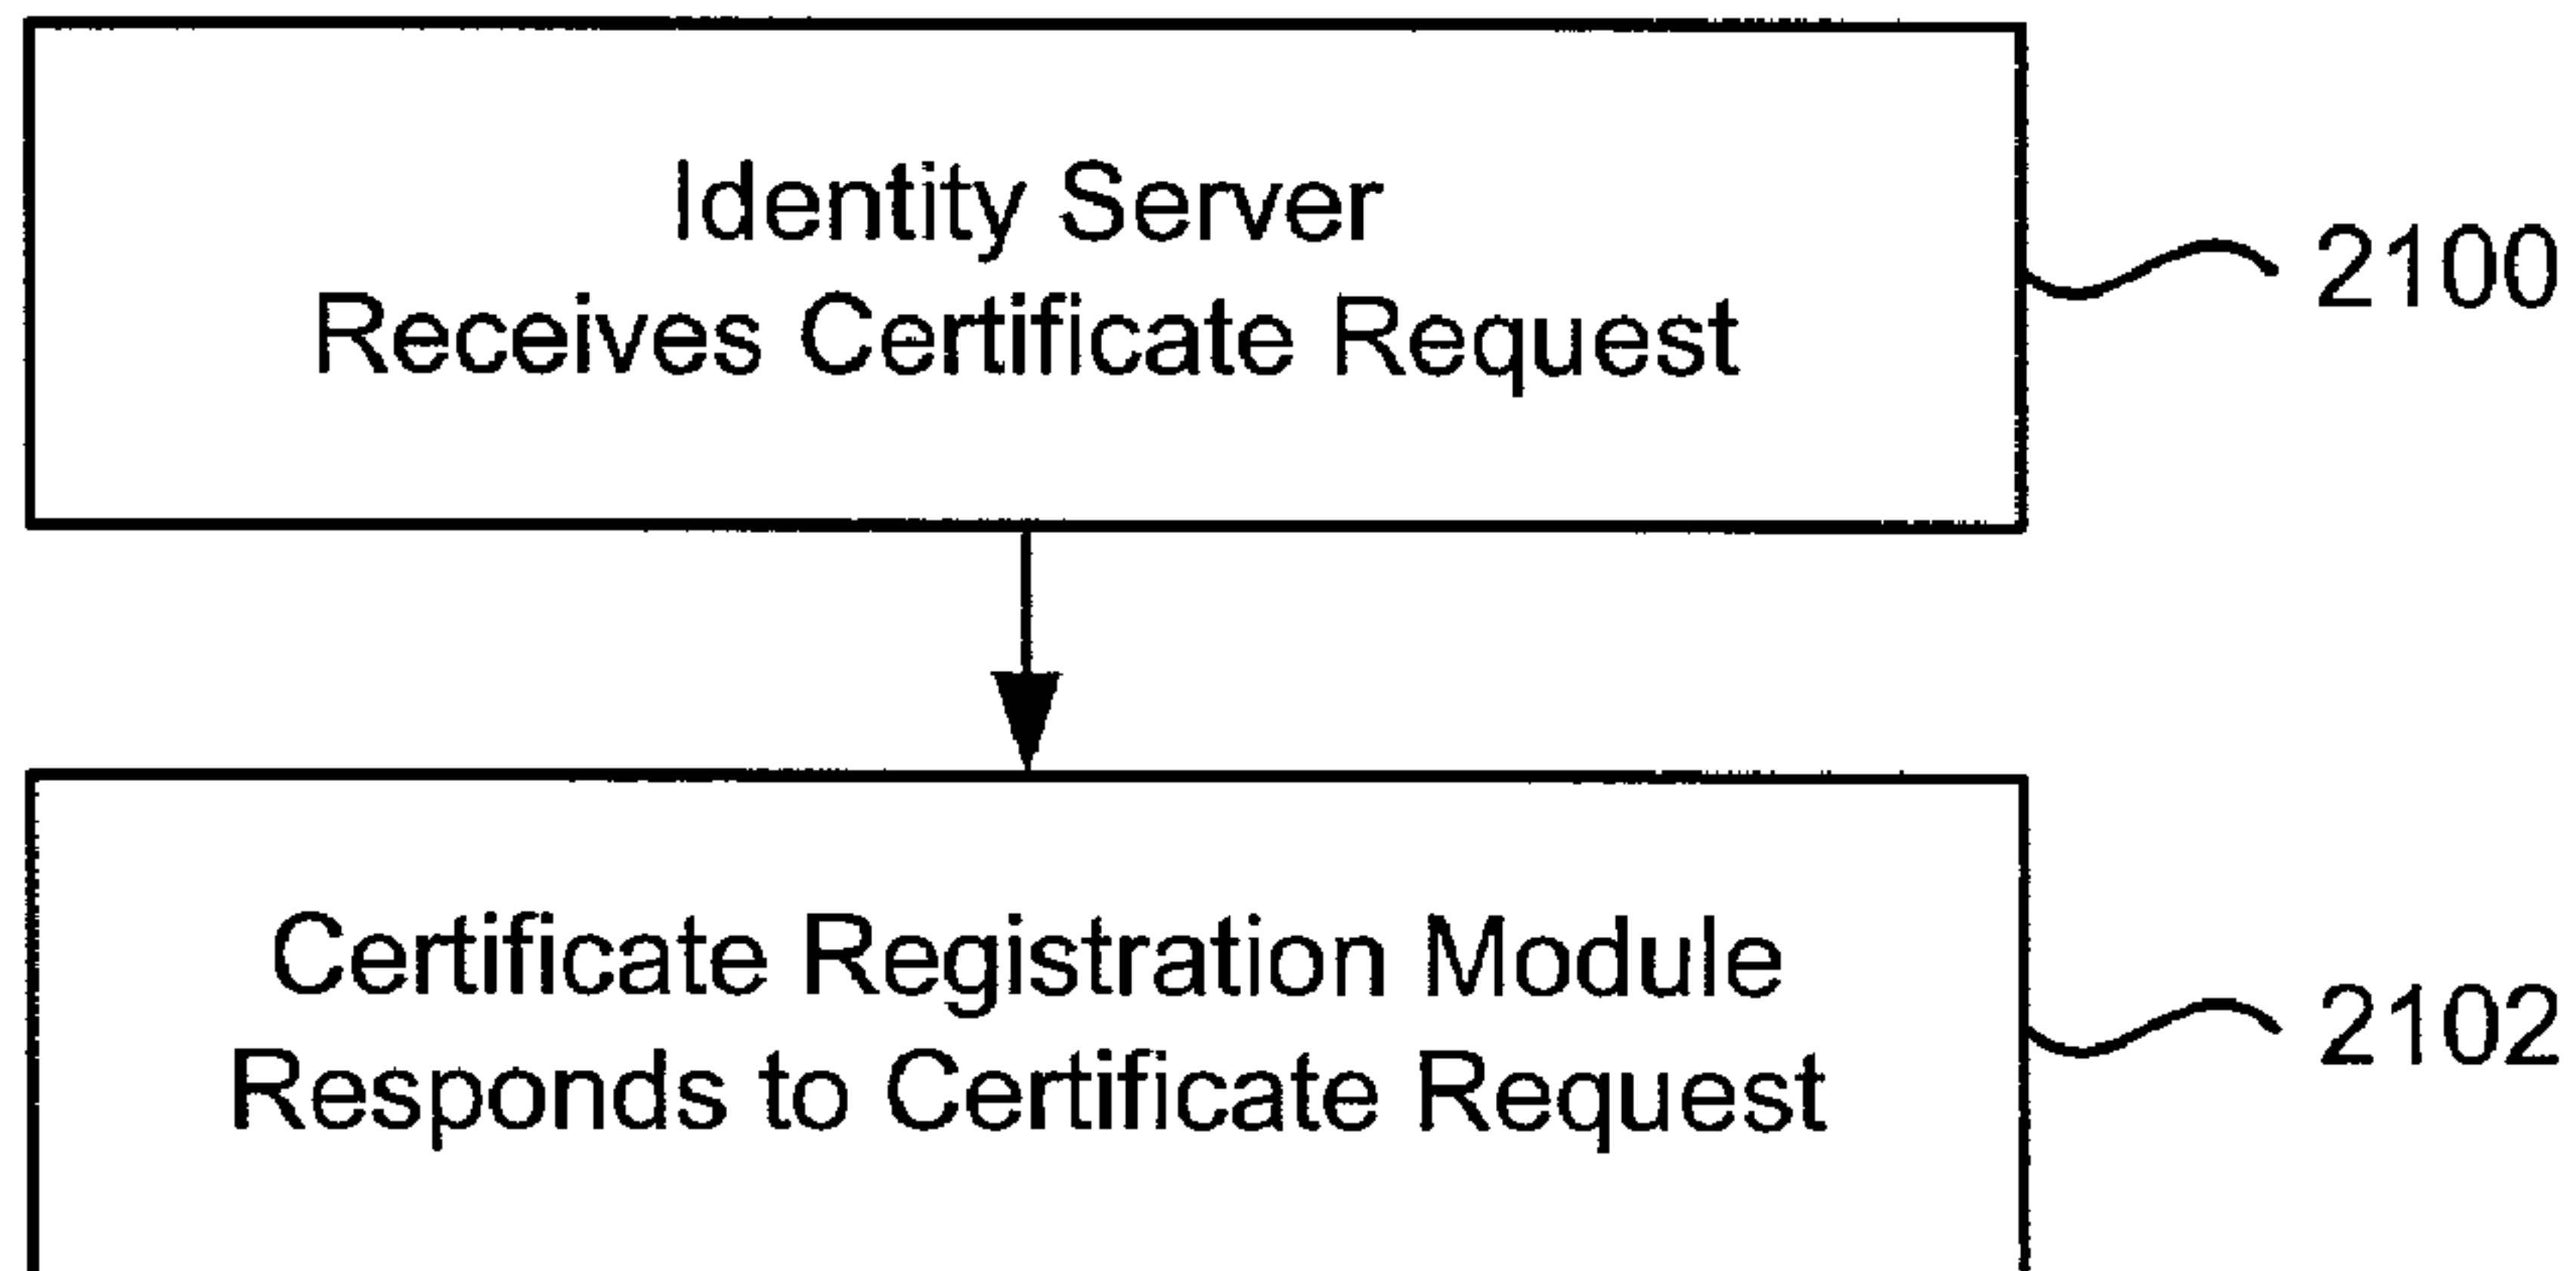 Identity Server
Receives Certificate Request
2100
Certificate Registration Module
Responds to Certificate Request
2102